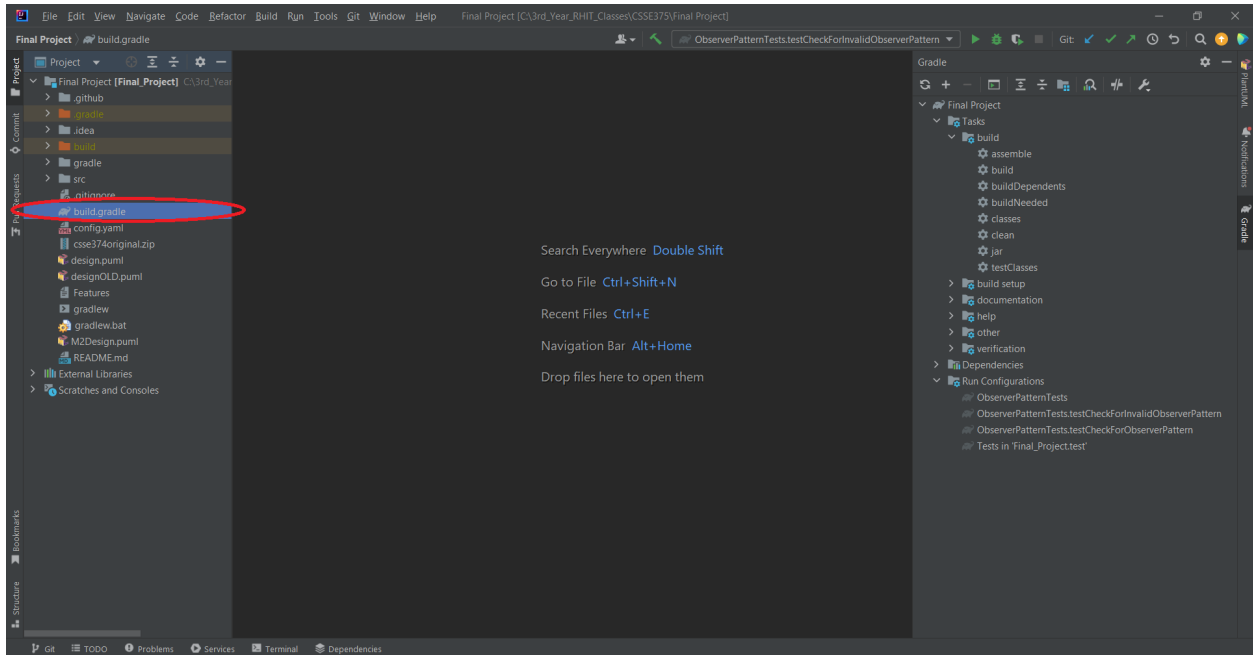 File Edit View Navigate Code Refactor Build Run Tools Git Window Help Final Project [C:\3rd_Year_RHIT_Classes\CSSE375\Final Project]
Final Project build.gradle ObserverPatternTests.testCheckForInvalidObserverPattern Git:
Project
Final Project [Final_Project] C:\3rd_Year
.github
.gradle
.idea
build
gradle
src
.gitignore
build.gradle
config.yaml
csse374original.zip
design.puml
designOLD.puml
Features
gradlew
gradlew.bat
M2Design.puml
README.md
External Libraries
Scratches and Consoles
Project
Commit
Pull Requests
Bookmarks
Structure
Search Everywhere Double Shift
Go to File Ctrl+Shift+N
Recent Files Ctrl+E
Navigation Bar Alt+Home
Drop files here to open them
Gradle
Final Project
Tasks
build
assemble
build
buildDependents
buildNeeded
classes
clean
jar
testClasses
build setup
documentation
help
other
verification
Dependencies
Run Configurations
ObserverPatternTests
ObserverPatternTests.testCheckForInvalidObserverPattern
ObserverPatternTests.testCheckForObserverPattern
Tests in 'Final_Project.test'
PlantUML
Notifications
Gradle
Git TODO Problems Services Terminal Dependencies